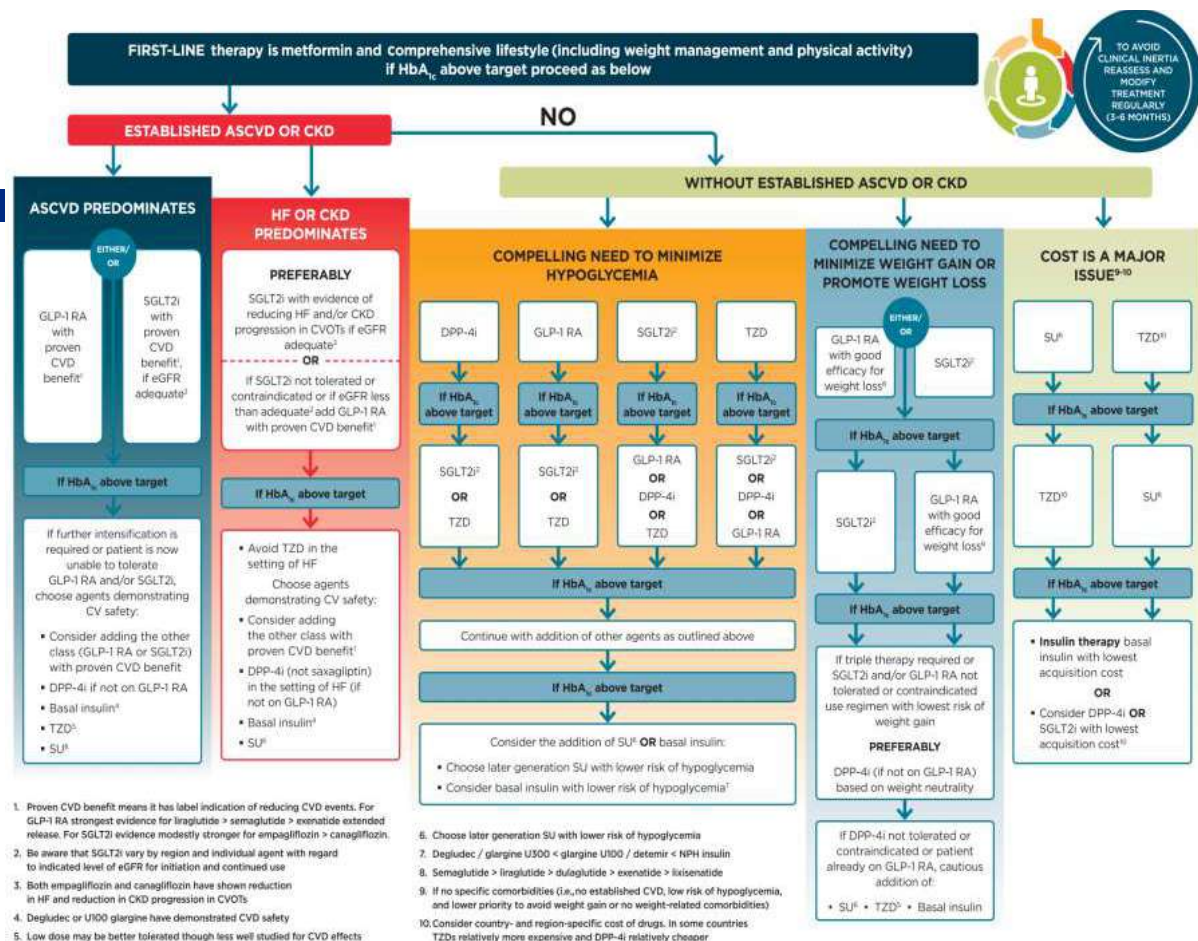 FIRST-LINE therapy is metformin and comprehensive lifestyle (including weight management and physical activity)
if HbA1c above target proceed as below
TO AVOID
CLINICAL INERTIA
REASSESS AND
MODIFY
TREATMENT
REGULARLY
(3-6 MONTHS)
ESTABLISHED ASCVD OR CKD
NO
WITHOUT ESTABLISHED ASCVD OR CKD
ASCVD PREDOMINATES
EITHER/
OR
GLP-1 RA
with
proven
CVD
benefit¹
SGLT2i
with
proven
CVD
benefit¹,
if eGFR
adequate²
If HbA1c above target
If further intensification is
required or patient is now
unable to tolerate
GLP-1 RA and/or SGLT2i,
choose agents demonstrating
CV safety:
▪ Consider adding the other
class (GLP-1 RA or SGLT2i)
with proven CVD benefit
▪ DPP-4i if not on GLP-1 RA
▪ Basal insulin⁴
▪ TZD⁵
▪ SU⁶
HF OR CKD
PREDOMINATES
PREFERABLY
SGLT2i with evidence of
reducing HF and/or CKD
progression in CVOTs if eGFR
adequate³
OR
If SGLT2i not tolerated or
contraindicated or if eGFR less
than adequate² add GLP-1 RA
with proven CVD benefit¹
If HbA1c above target
▪ Avoid TZD in the
setting of HF
Choose agents
demonstrating CV safety:
▪ Consider adding
the other class with
proven CVD benefit¹
▪ DPP-4i (not saxagliptin)
in the setting of HF (if
not on GLP-1 RA)
▪ Basal insulin⁴
▪ SU⁶
COMPELLING NEED TO MINIMIZE
HYPOGLYCEMIA
DPP-4i
GLP-1 RA
SGLT2i²
TZD
If HbA1c
above target
If HbA1c
above target
If HbA1c
above target
If HbA1c
above target
SGLT2i²
OR
TZD
SGLT2i²
OR
TZD
GLP-1 RA
OR
DPP-4i
OR
TZD
SGLT2i²
OR
DPP-4i
OR
GLP-1 RA
If HbA1c above target
Continue with addition of other agents as outlined above
If HbA1c above target
Consider the addition of SU⁶ OR basal insulin:
▪ Choose later generation SU with lower risk of hypoglycemia
▪ Consider basal insulin with lower risk of hypoglycemia⁷
COMPELLING NEED TO
MINIMIZE WEIGHT GAIN OR
PROMOTE WEIGHT LOSS
EITHER/
OR
GLP-1 RA
with good
efficacy for
weight loss⁸
SGLT2i²
If HbA1c above target
SGLT2i²
GLP-1 RA
with good
efficacy for
weight loss⁸
If HbA1c above target
If triple therapy required or
SGLT2i and/or GLP-1 RA not
tolerated or contraindicated
use regimen with lowest risk of
weight gain
PREFERABLY
DPP-4i (if not on GLP-1 RA)
based on weight neutrality
If DPP-4i not tolerated or
contraindicated or patient
already on GLP-1 RA, cautious
addition of:
▪ SU⁶ ▪ TZD⁵ ▪ Basal insulin
COST IS A MAJOR
ISSUE⁹⁻¹⁰
SU⁶
TZD¹⁰
If HbA1c above target
TZD¹⁰
SU⁶
If HbA1c above target
▪ Insulin therapy basal
insulin with lowest
acquisition cost
OR
▪ Consider DPP-4i OR
SGLT2i with lowest
acquisition cost¹⁰
1. Proven CVD benefit means it has label indication of reducing CVD events. For
GLP-1 RA strongest evidence for liraglutide > semaglutide > exenatide extended
release. For SGLT2i evidence modestly stronger for empagliflozin > canagliflozin.
2. Be aware that SGLT2i vary by region and individual agent with regard
to indicated level of eGFR for initiation and continued use
3. Both empagliflozin and canagliflozin have shown reduction
in HF and reduction in CKD progression in CVOTs
4. Degludec or U100 glargine have demonstrated CVD safety
5. Low dose may be better tolerated though less well studied for CVD effects
6. Choose later generation SU with lower risk of hypoglycemia
7. Degludec / glargine U300 < glargine U100 / detemir < NPH insulin
8. Semaglutide > liraglutide > dulaglutide > exenatide > lixisenatide
9. If no specific comorbidities (i.e., no established CVD, low risk of hypoglycemia,
and lower priority to avoid weight gain or no weight-related comorbidities)
10. Consider country- and region-specific cost of drugs. In some countries
TZDs relatively more expensive and DPP-4i relatively cheaper